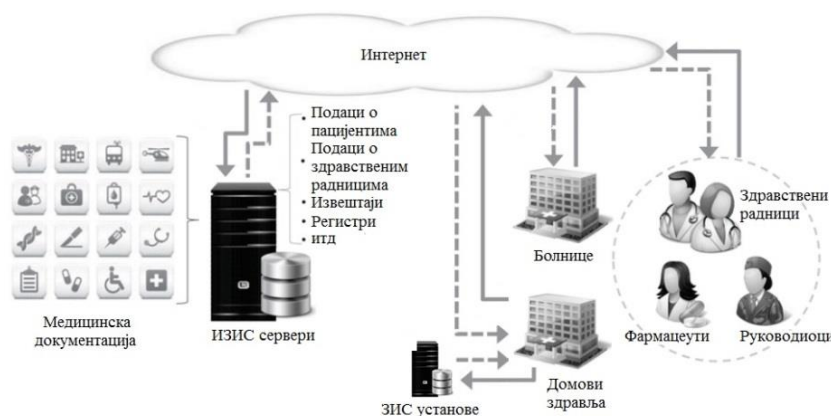 Интернет
Подаци о
пацијентима
Подаци о
здравственим
радницима
Извештаји
Регистри
итд
Медицинска
документација
ИЗИС сервери
Болнице
Здравствени
радници
Фармацеути
Руководиоци
Домови
здравља
ЗИС установе